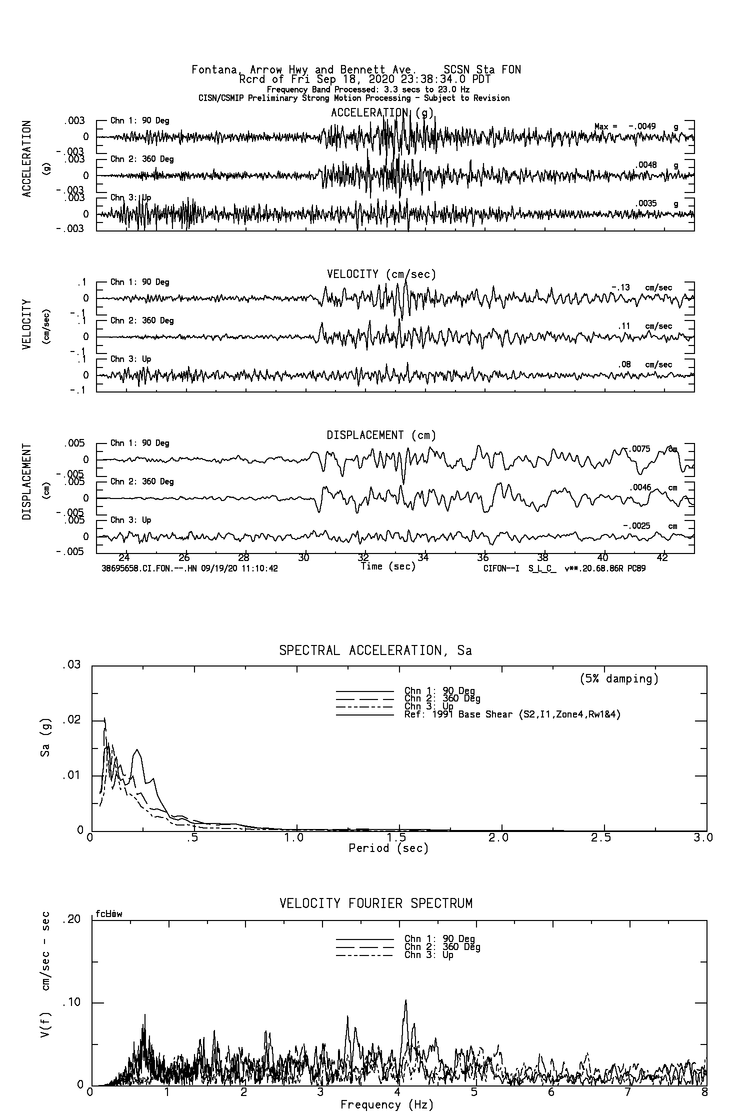 Fontana, Arrow Hwy and Bennett Ave. SCSN Sta FON
Rcrd of Fri Sep 18, 2020 23:38:34.0 PDT
Frequency Band Processed: 3.3 secs to 23.0 Hz
CISN/CSMIP Preliminary Strong Motion Processing - Subject to Revision
ACCELERATION (g)
ACCELERATION
(g)
.003
0
-.003
Chn 1: 90 Deg
Max = -.0049 g
.003
0
-.003
Chn 2: 360 Deg
.0048 g
.003
0
-.003
Chn 3: Up
.0035 g
VELOCITY (cm/sec)
VELOCITY
(cm/sec)
.1
0
-.1
Chn 1: 90 Deg
-.13 cm/sec
.1
0
-.1
Chn 2: 360 Deg
.11 cm/sec
.1
0
-.1
Chn 3: Up
.08 cm/sec
DISPLACEMENT (cm)
DISPLACEMENT
(cm)
.005
0
-.005
Chn 1: 90 Deg
-.0075 cm
.005
0
-.005
Chn 2: 360 Deg
.0046 cm
.005
0
-.005
Chn 3: Up
-.0025 cm
24 26 28 30 32 34 36 38 40 42
Time (sec)
38695658.CI.FON.--.HN 09/19/20 11:10:42
CIFON--I S_L_C_ v**.20.68.86R PC89
SPECTRAL ACCELERATION, Sa
(5% damping)
Chn 1: 90 Deg
Chn 2: 360 Deg
Chn 3: Up
Ref: 1991 Base Shear (S2,I1,Zone4,Rw1&4)
Sa (g)
.03
.02
.01
0
0 .5 1.0 1.5 2.0 2.5 3.0
Period (sec)
VELOCITY FOURIER SPECTRUM
Chn 1: 90 Deg
Chn 2: 360 Deg
Chn 3: Up
V(f) cm/sec - sec
.20
.10
0
0 1 2 3 4 5 6 7 8
Frequency (Hz)